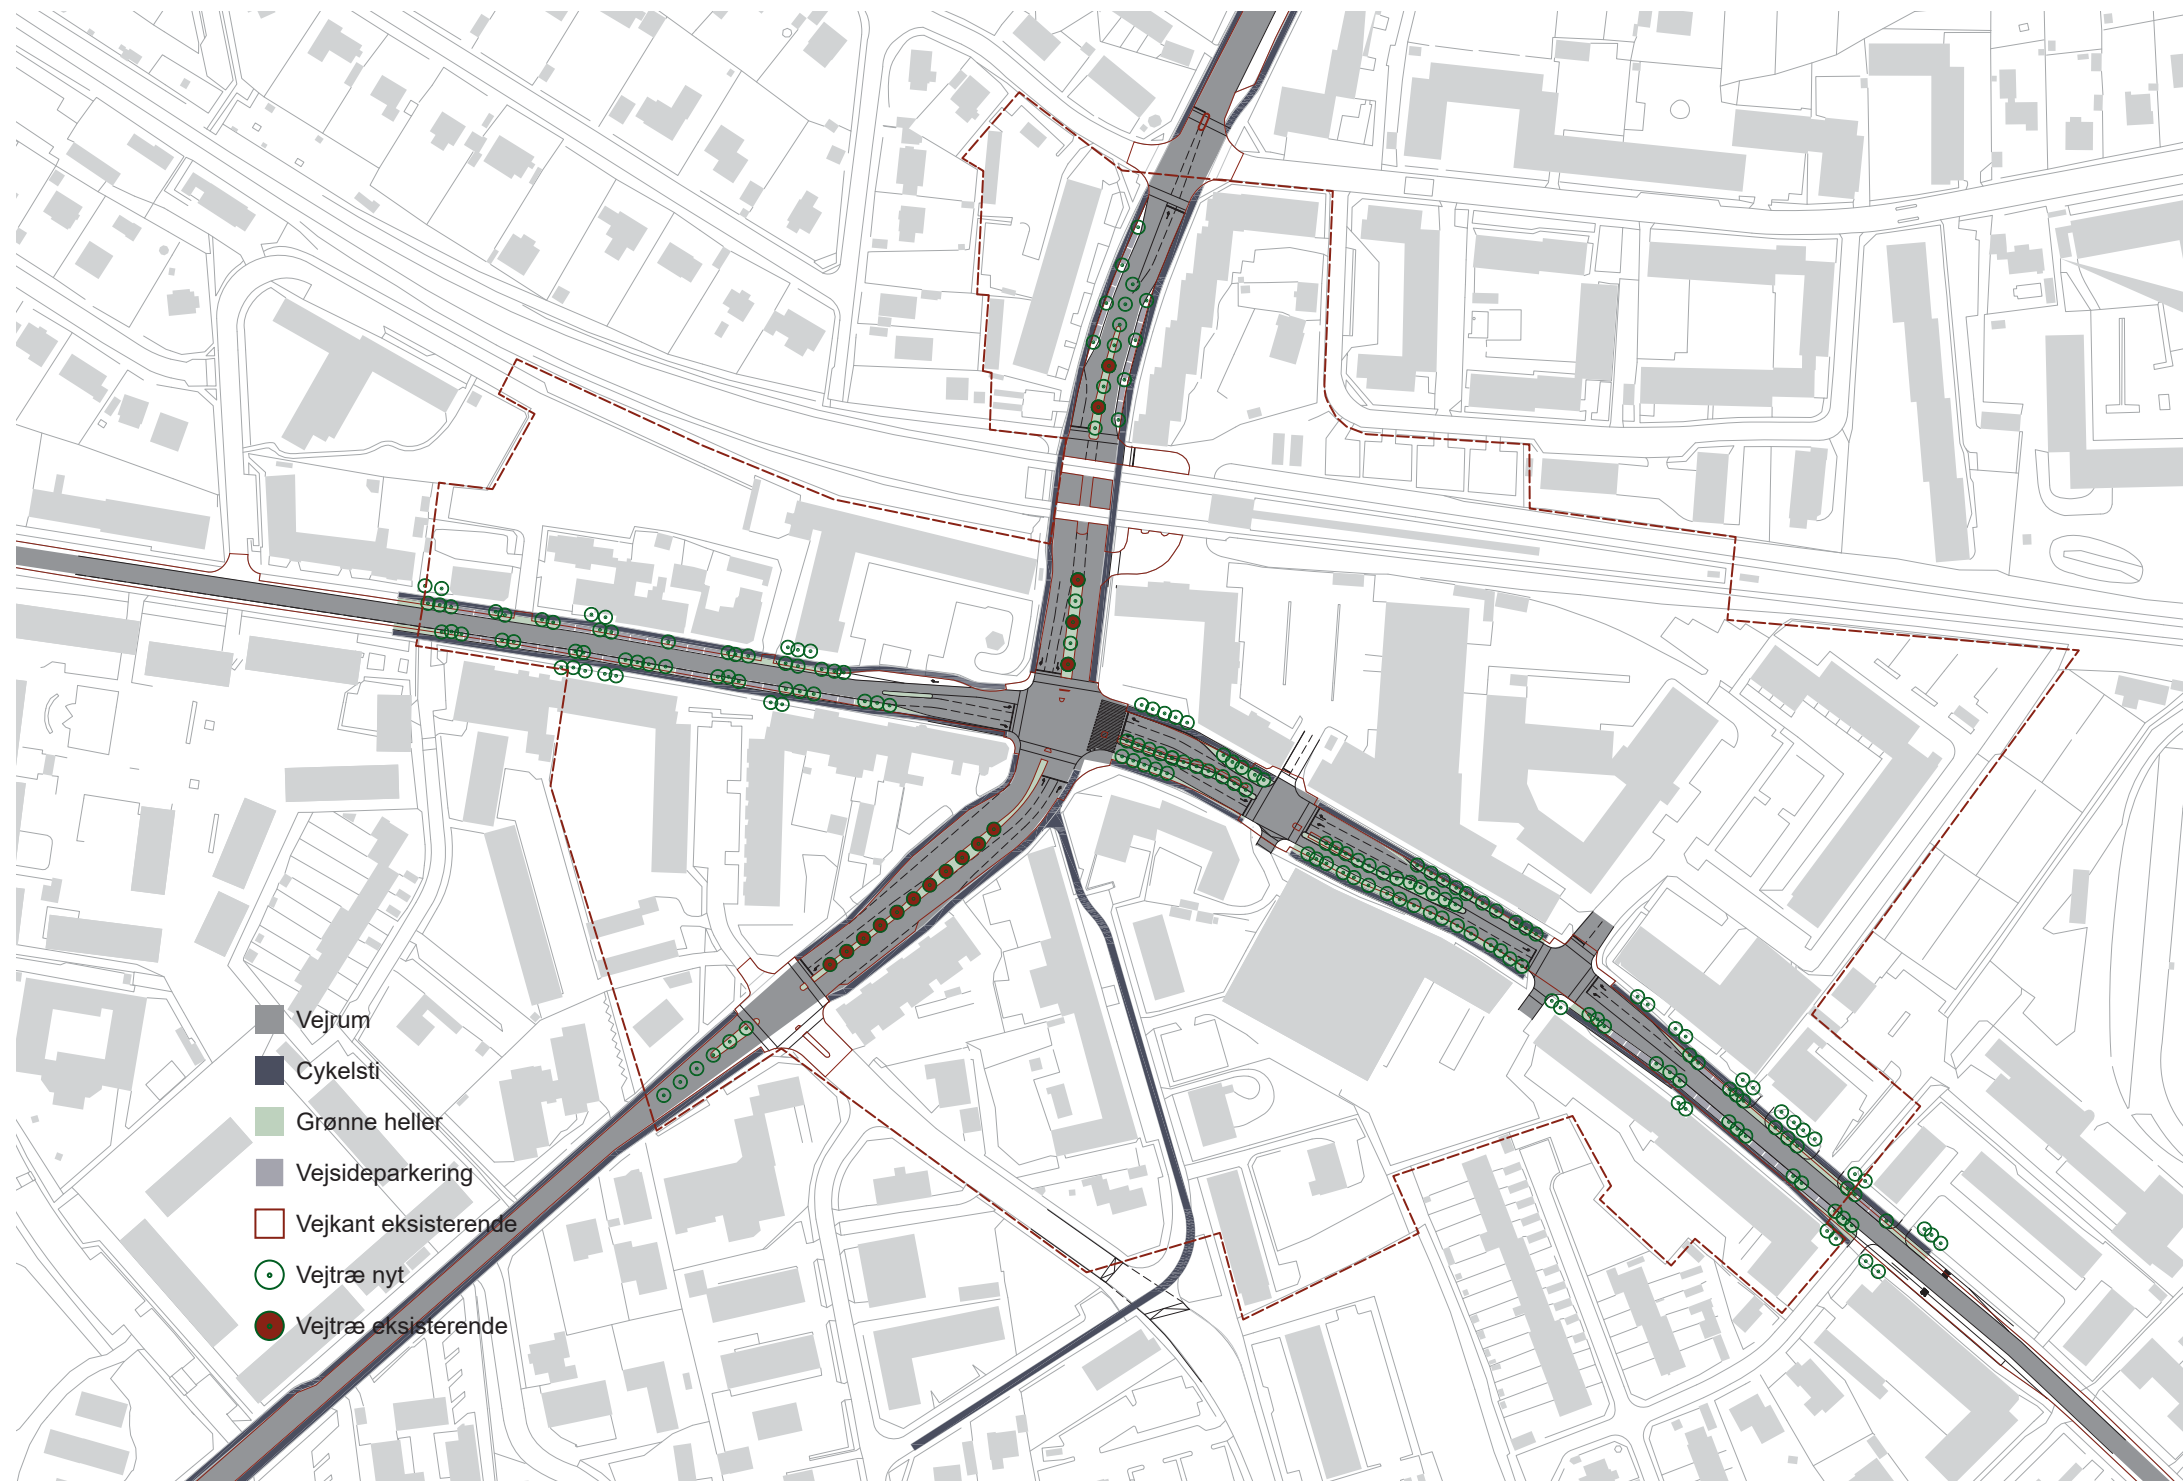 Vejrum
Cykelsti
Grønne heller
Vejsideparkering
Vejkant eksisterende
Vejtræ nyt
Vejtræ eksisterende